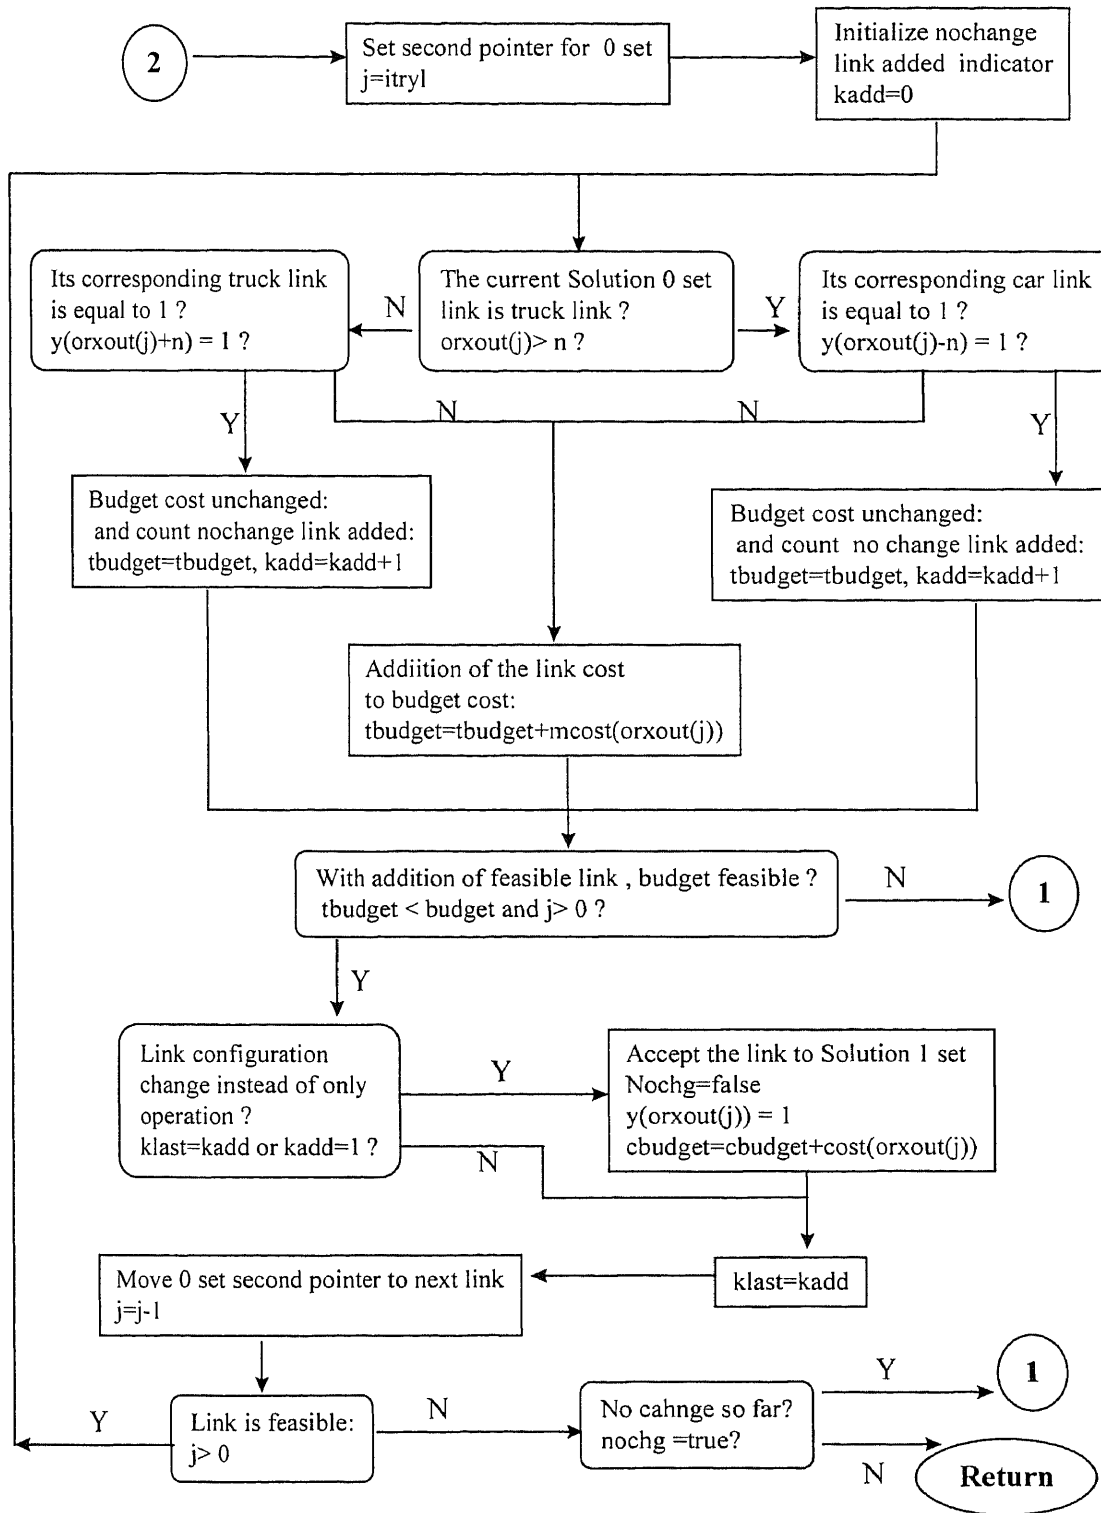 2
Set second pointer for 0 set
j=itryl
Initialize nochange
link added indicator
kadd=0
Its corresponding truck link
is equal to 1 ?
y(orxout(j)+n) = 1 ?
N
The current Solution 0 set
link is truck link ?
orxout(j)> n ?
Y
Its corresponding car link
is equal to 1 ?
y(orxout(j)-n) = 1 ?
Y
N
N
Y
Budget cost unchanged:
and count nochange link added:
tbudget=tbudget, kadd=kadd+1
Budget cost unchanged:
and count no change link added:
tbudget=tbudget, kadd=kadd+1
Addiition of the link cost
to budget cost:
tbudget=tbudget+mcost(orxout(j))
With addition of feasible link , budget feasible ?
tbudget < budget and j> 0 ?
N
1
Y
Link configuration
change instead of only
operation ?
klast=kadd or kadd=1 ?
Y
N
Accept the link to Solution 1 set
Nochg=false
y(orxout(j)) = 1
cbudget=cbudget+cost(orxout(j))
Move 0 set second pointer to next link
j=j-1
klast=kadd
Y
Link is feasible:
j> 0
N
No cahnge so far?
nochg =true?
Y
1
N
Return